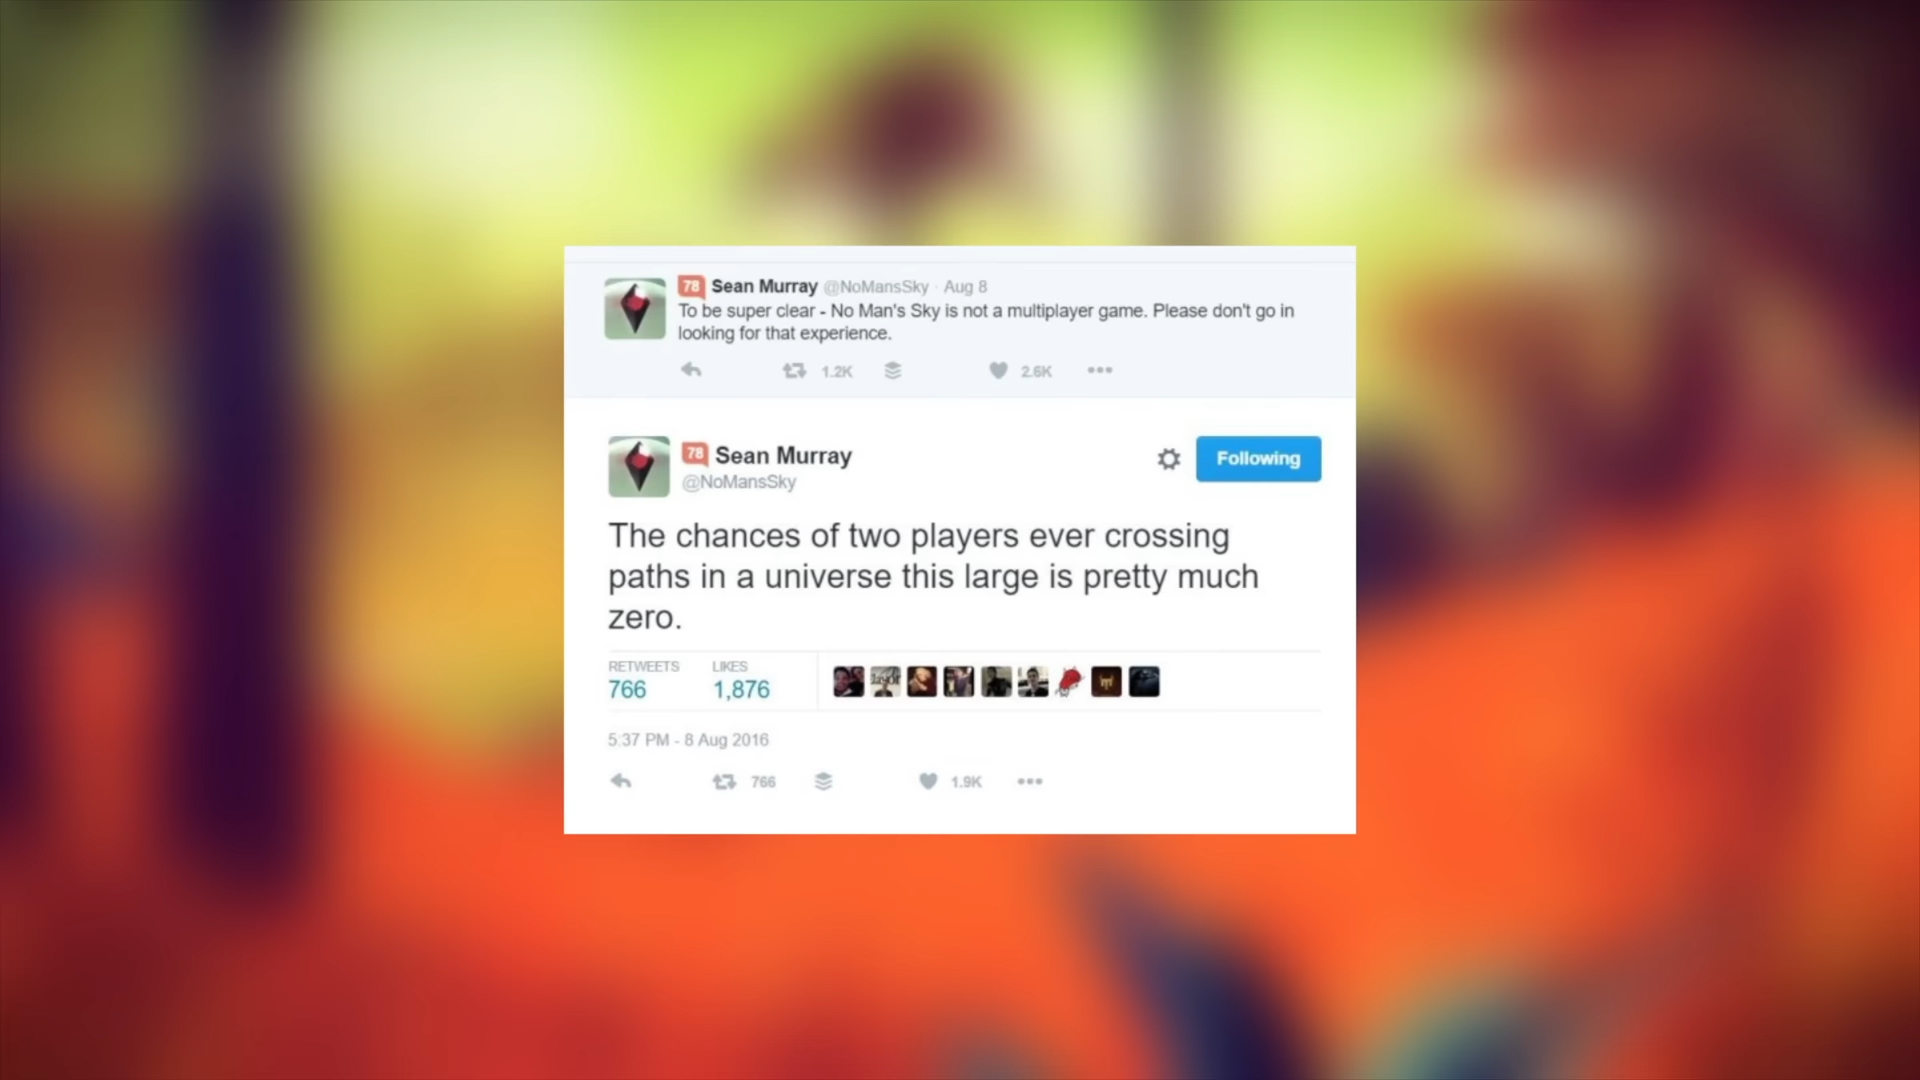 78 Sean Murray @NoMansSky · Aug 8
To be super clear - No Man's Sky is not a multiplayer game. Please don't go in
looking for that experience.
1.2K 2.6K
78 Sean Murray
@NoMansSky
Following
The chances of two players ever crossing
paths in a universe this large is pretty much
zero.
RETWEETS LIKES
766 1,876
5:37 PM - 8 Aug 2016
766 1.9K